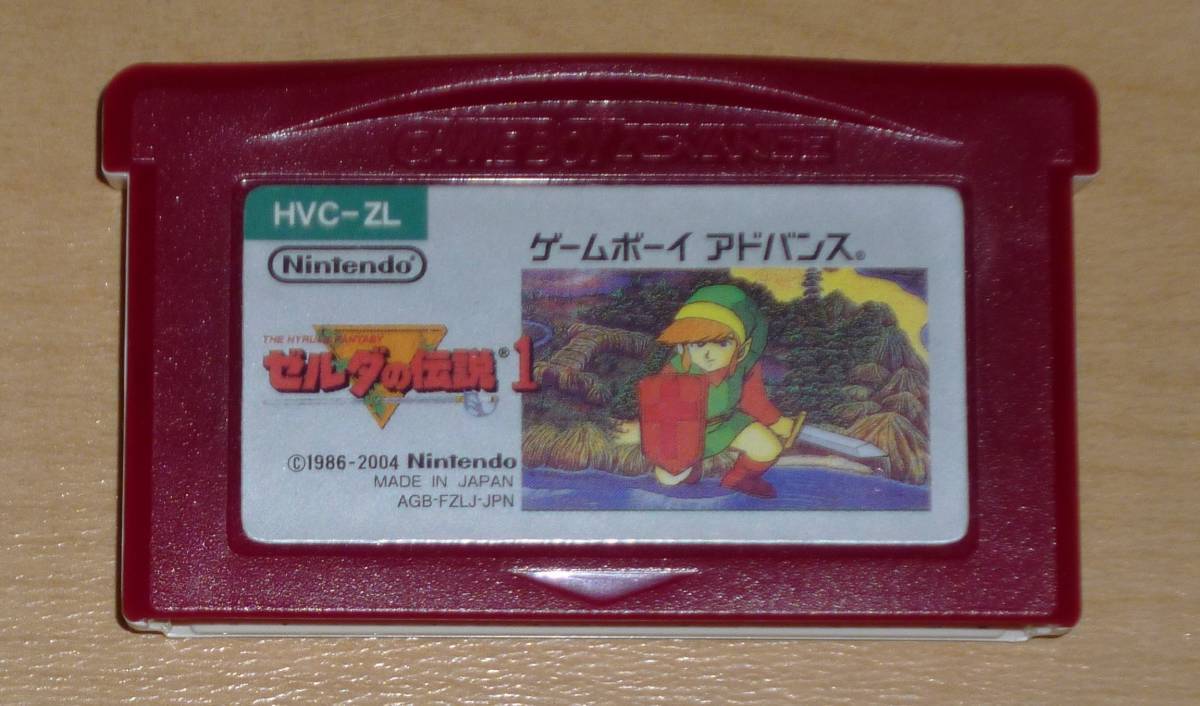 GAME BOY ADVANCE
HVC-ZL
Nintendo®
ゲームボーイ アドバンス®
THE HYRULE FANTASY
ゼルダの伝説® 1
©1986-2004 Nintendo
MADE IN JAPAN
AGB-FZLJ-JPN